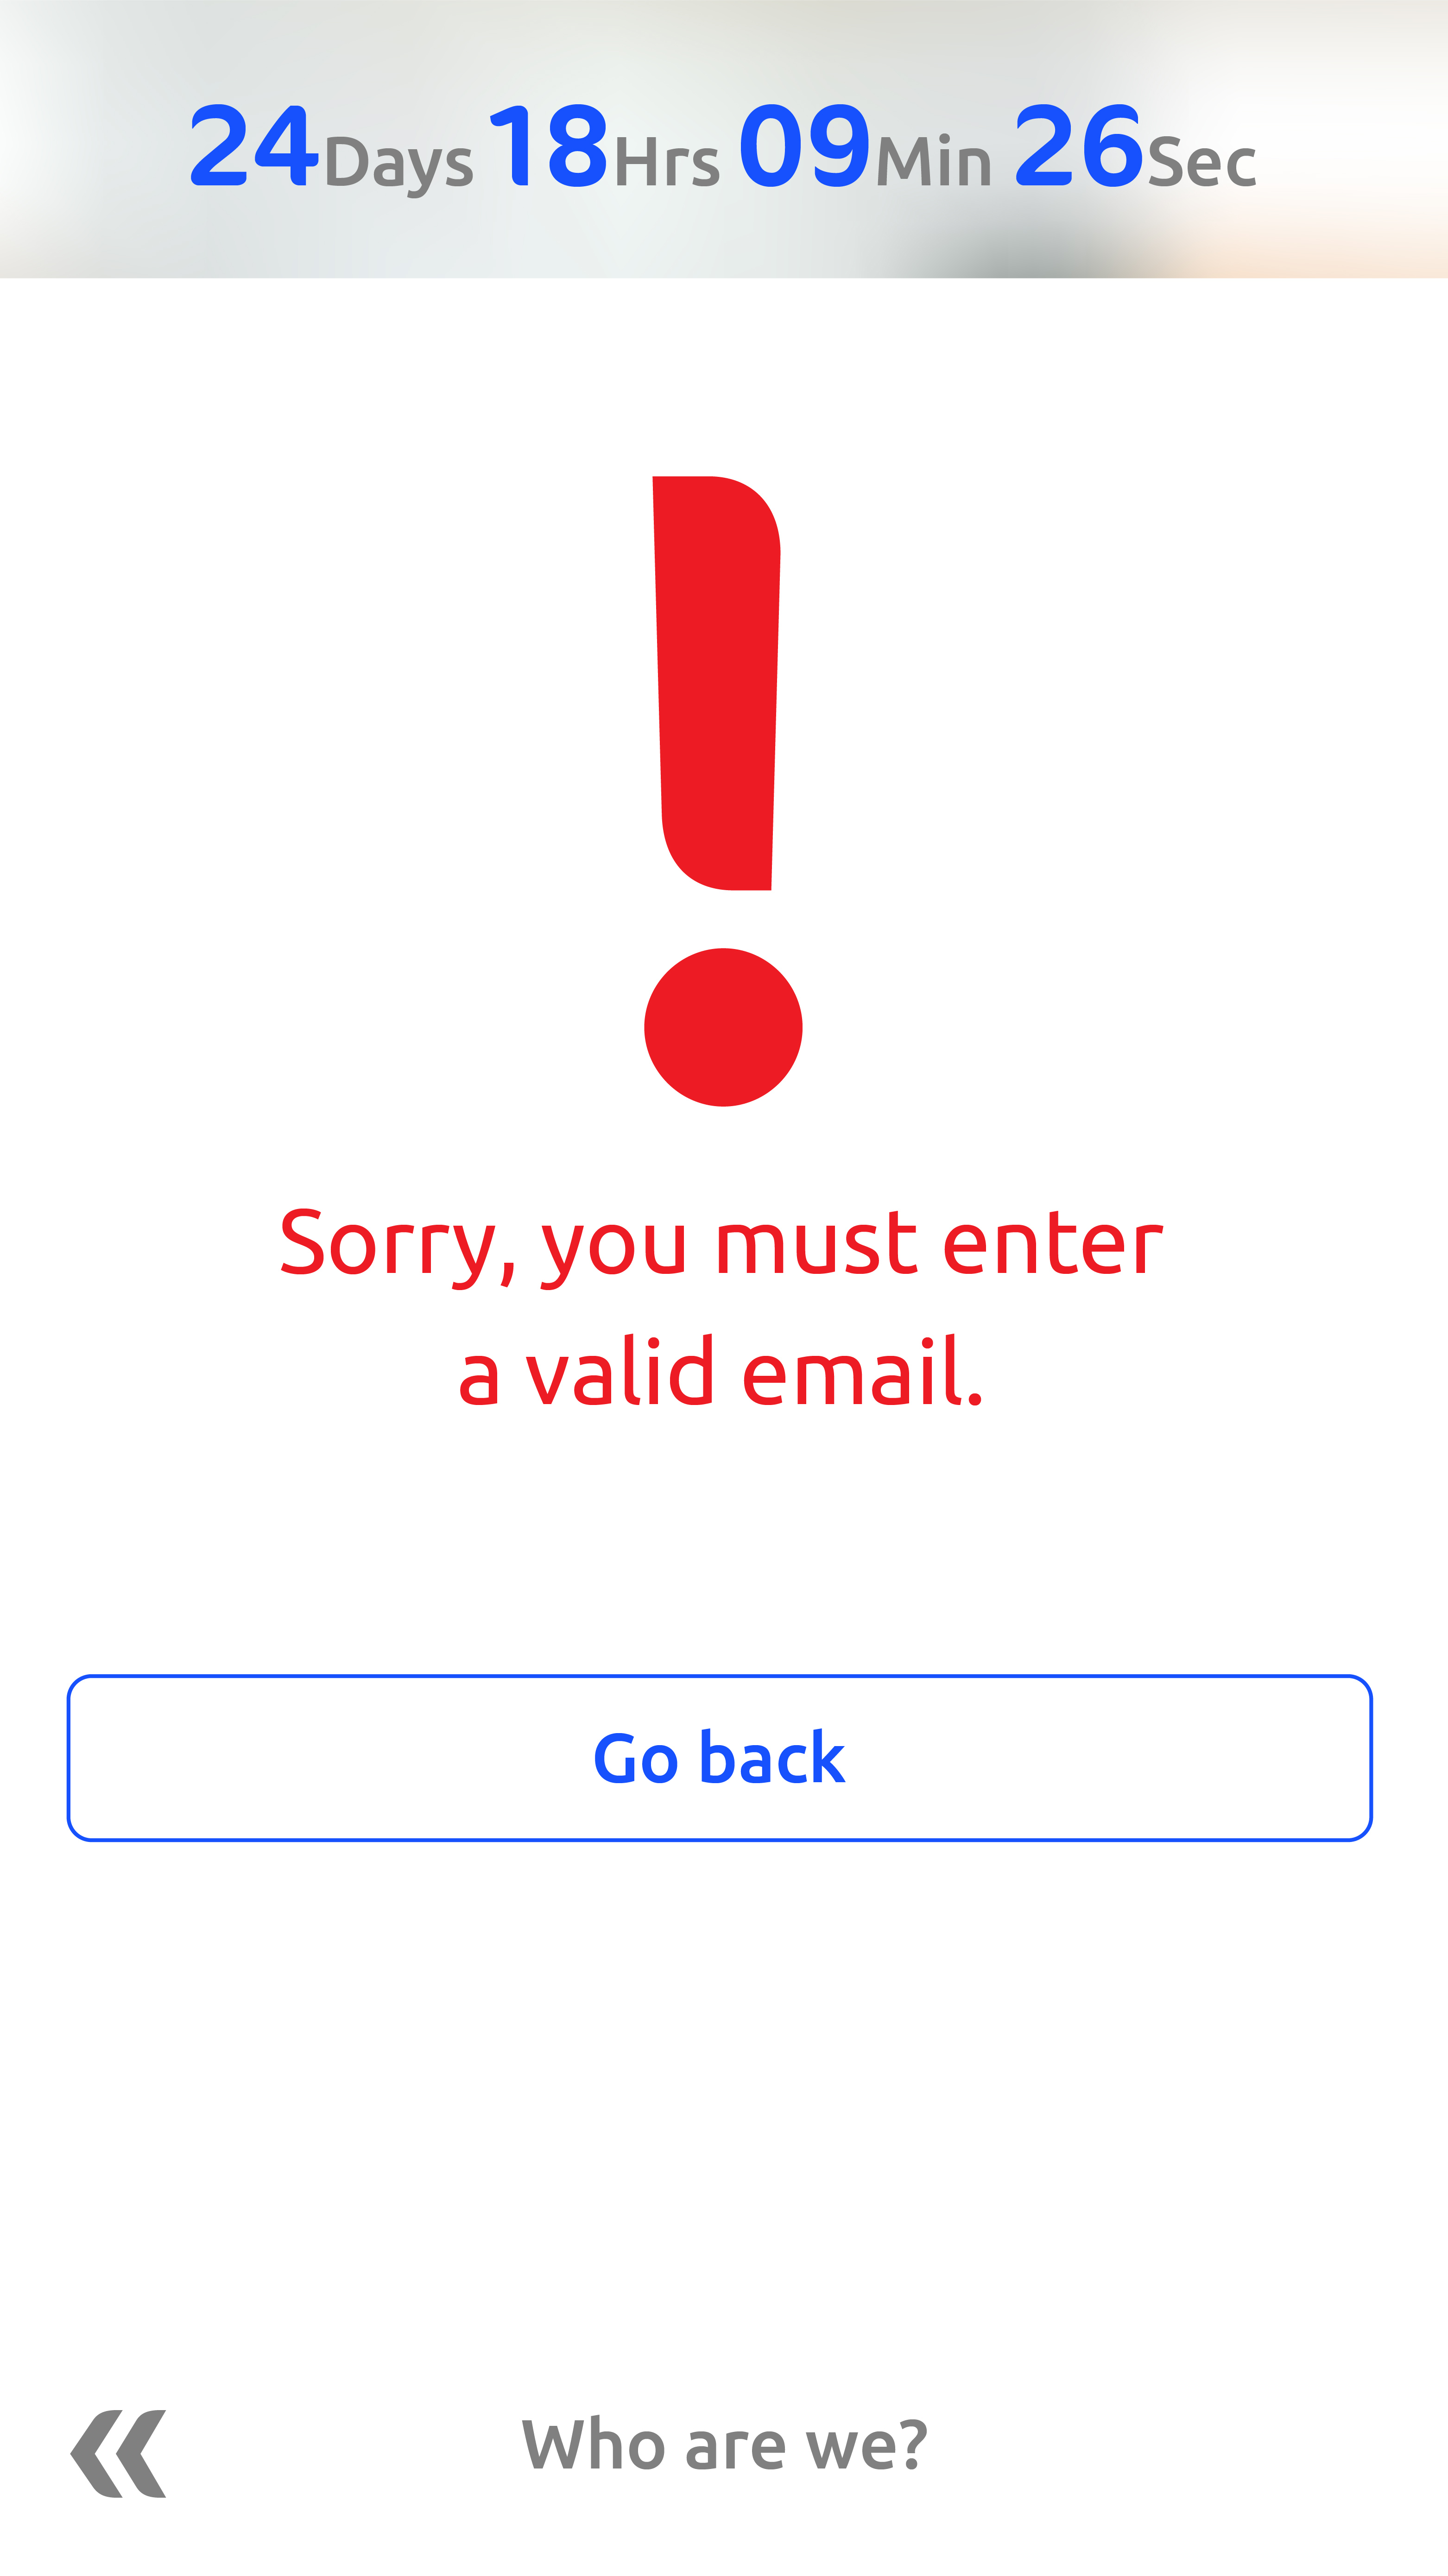 24Days 18Hrs 09Min 26Sec
!
Sorry, you must enter
a valid email.
Go back
« Who are we?